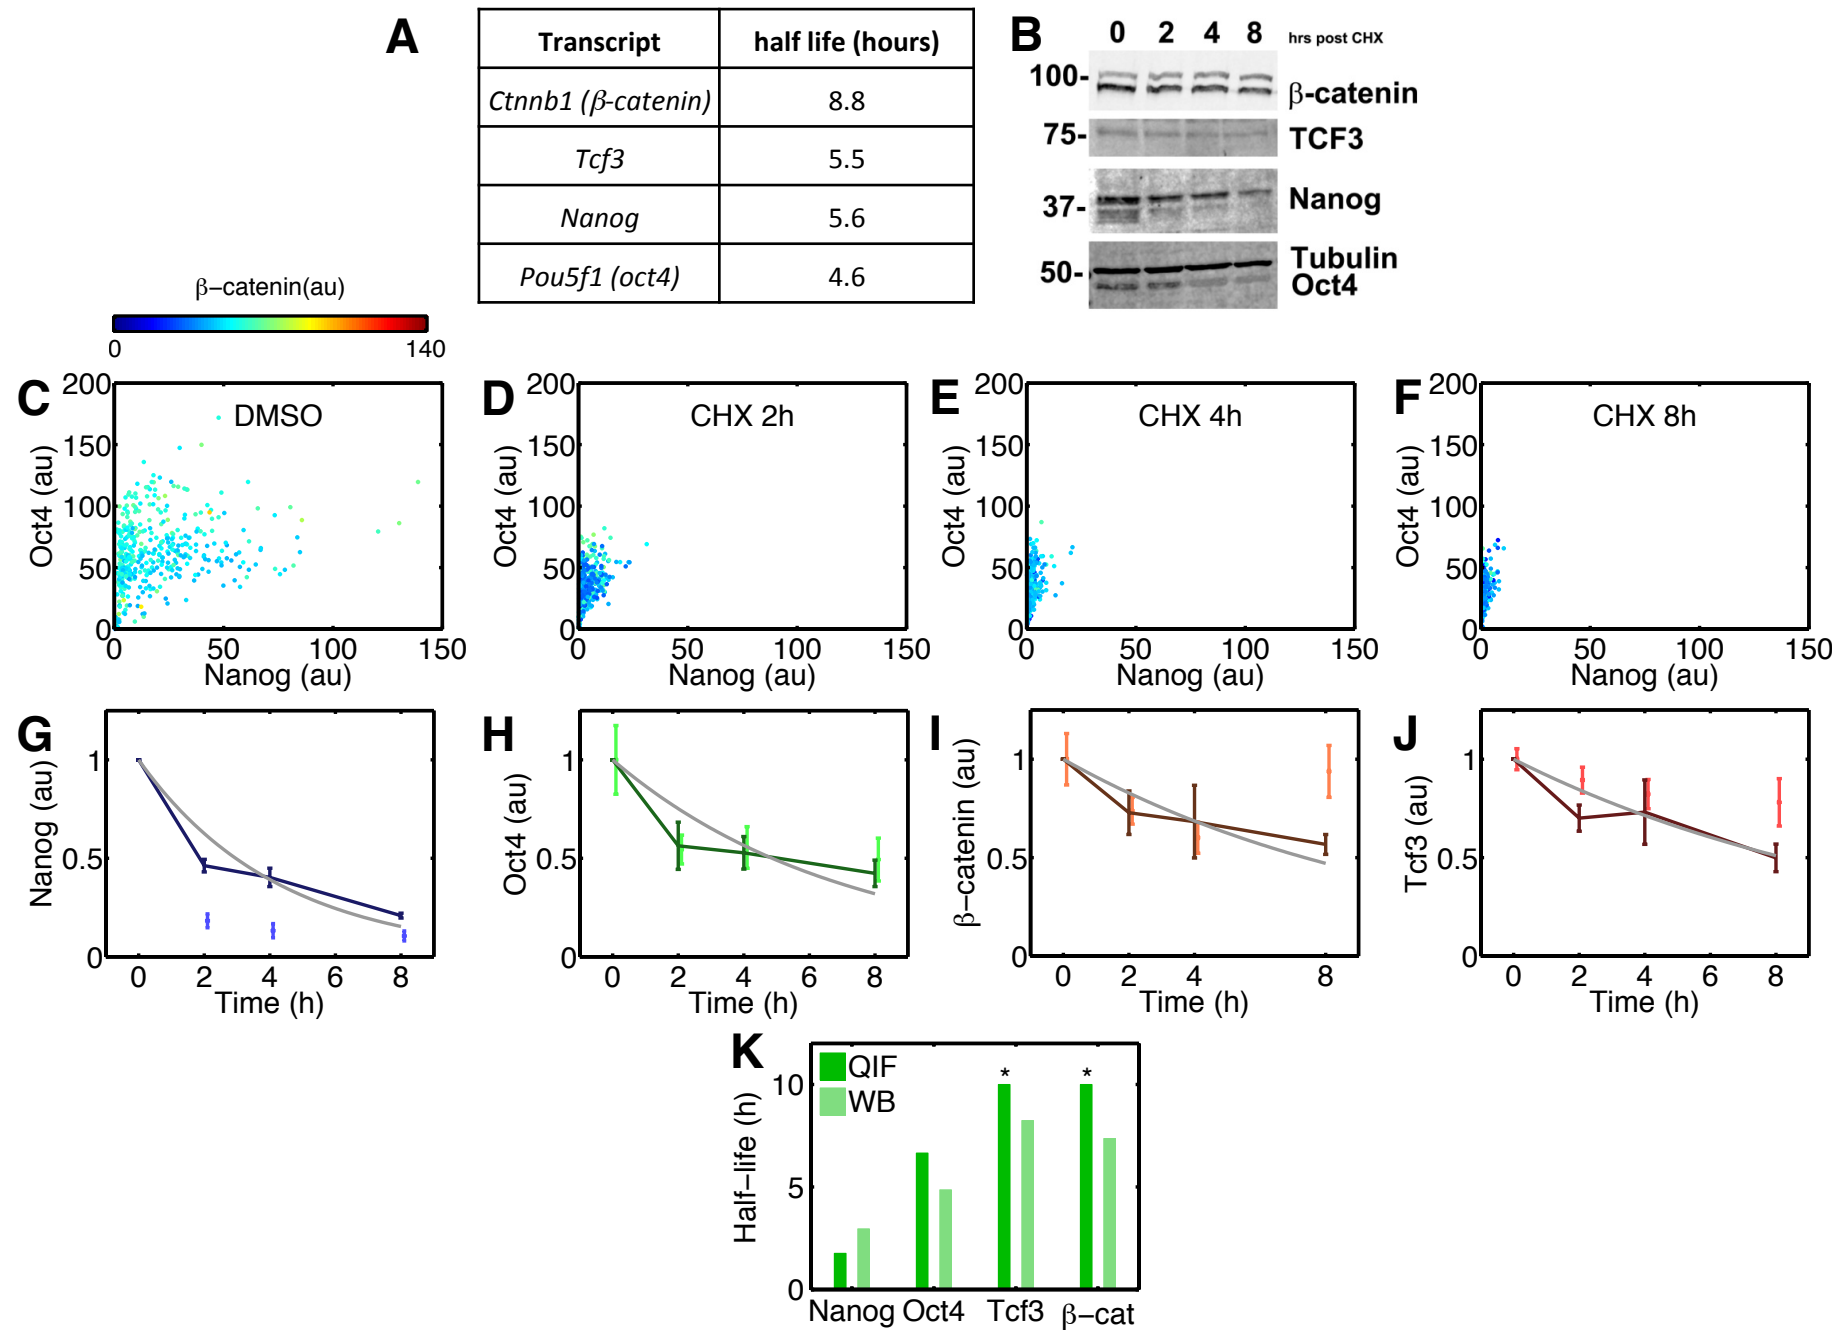 A
Transcript half life (hours)
Ctnnb1 (β-catenin) 8.8
Tcf3 5.5
Nanog 5.6
Pou5f1 (oct4) 4.6
B
0 2 4 8 hrs post CHX
100- β-catenin
75- TCF3
37- Nanog
50- Tubulin
Oct4
β−catenin(au)
0 140
C
DMSO
Oct4 (au)
200
150
100
50
0
0 50 100 150
Nanog (au)
D
CHX 2h
Oct4 (au)
200
150
100
50
0
0 50 100 150
Nanog (au)
E
CHX 4h
Oct4 (au)
200
150
100
50
0
0 50 100 150
Nanog (au)
F
CHX 8h
Oct4 (au)
200
150
100
50
0
0 50 100 150
Nanog (au)
G
Nanog (au)
1
0.5
0
0 2 4 6 8
Time (h)
H
Oct4 (au)
1
0.5
0
0 2 4 6 8
Time (h)
I
β−catenin (au)
1
0.5
0
0 2 4 6 8
Time (h)
J
Tcf3 (au)
1
0.5
0
0 2 4 6 8
Time (h)
K
QIF
WB
* *
Half−life (h)
10
5
0
Nanog Oct4 Tcf3 β−cat